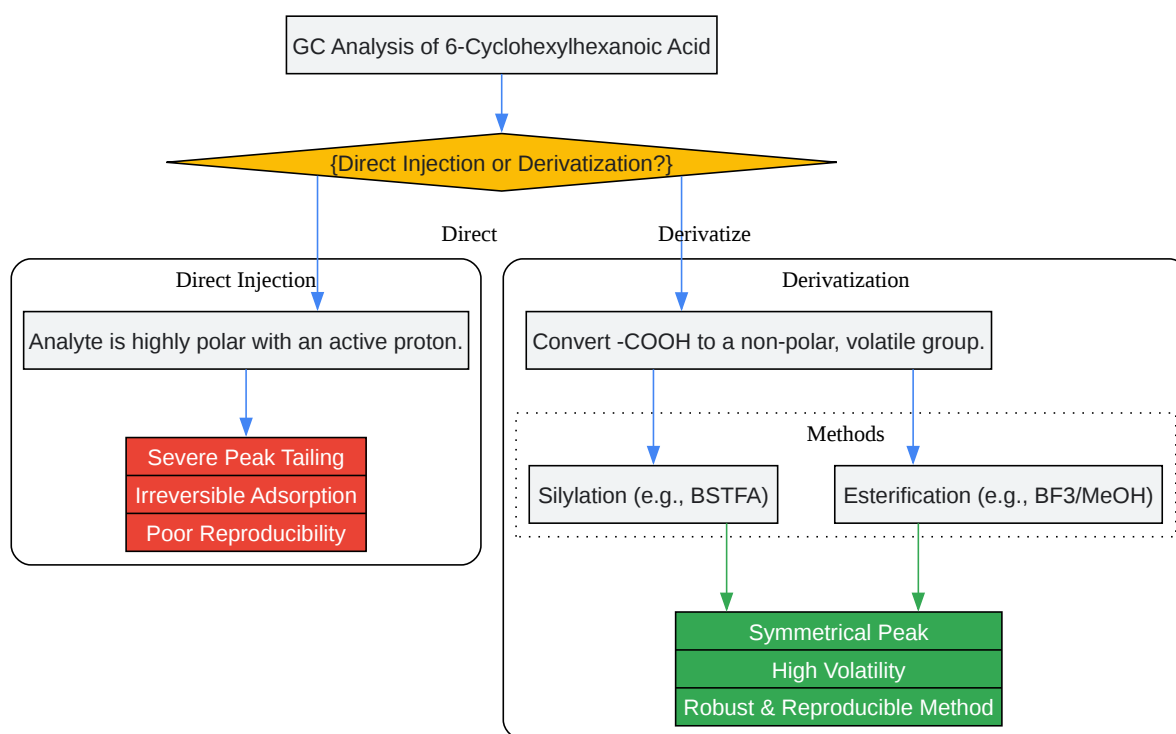 GC Analysis of 6-Cyclohexylhexanoic Acid
{Direct Injection or Derivatization?}
Direct
Derivatize
Direct Injection
Analyte is highly polar with an active proton.
Severe Peak Tailing
Irreversible Adsorption
Poor Reproducibility
Derivatization
Convert -COOH to a non-polar, volatile group.
Methods
Silylation (e.g., BSTFA)
Esterification (e.g., BF3/MeOH)
Symmetrical Peak
High Volatility
Robust & Reproducible Method